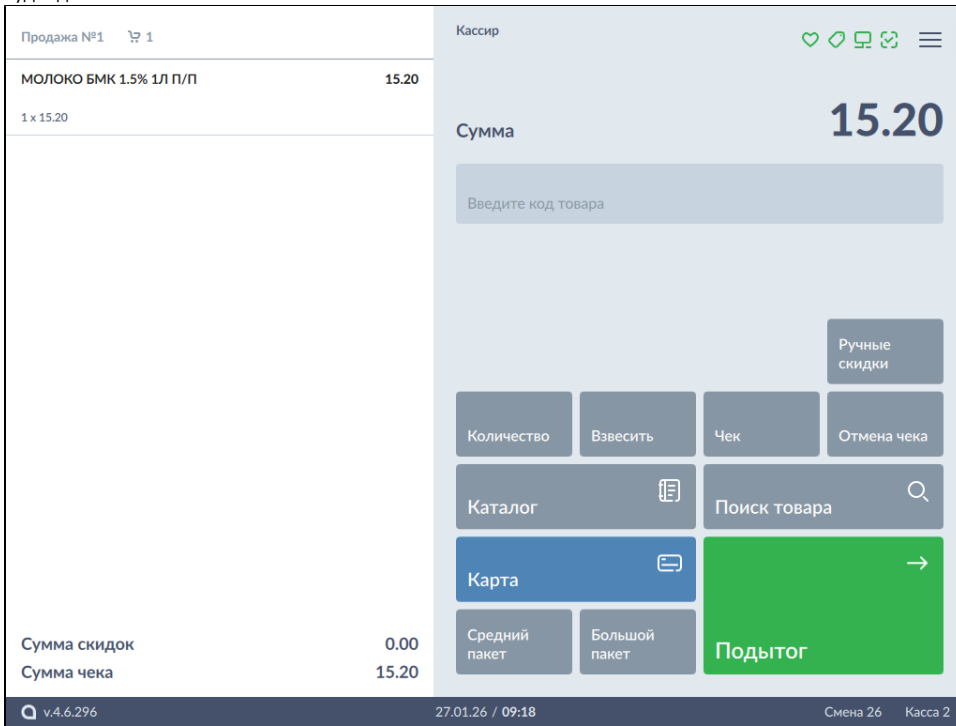 Продажа №1 1
МОЛОКО БМК 1.5% 1Л П/П 15.20
1 x 15.20
Сумма скидок 0.00
Сумма чека 15.20
Кассир
Сумма 15.20
Введите код товара
Ручные
скидки
Количество
Взвесить
Чек
Отмена чека
Каталог
Поиск товара
Карта
Средний
пакет
Большой
пакет
Подытог
v.4.6.296
27.01.26 / 09:18
Смена 26 Касса 2